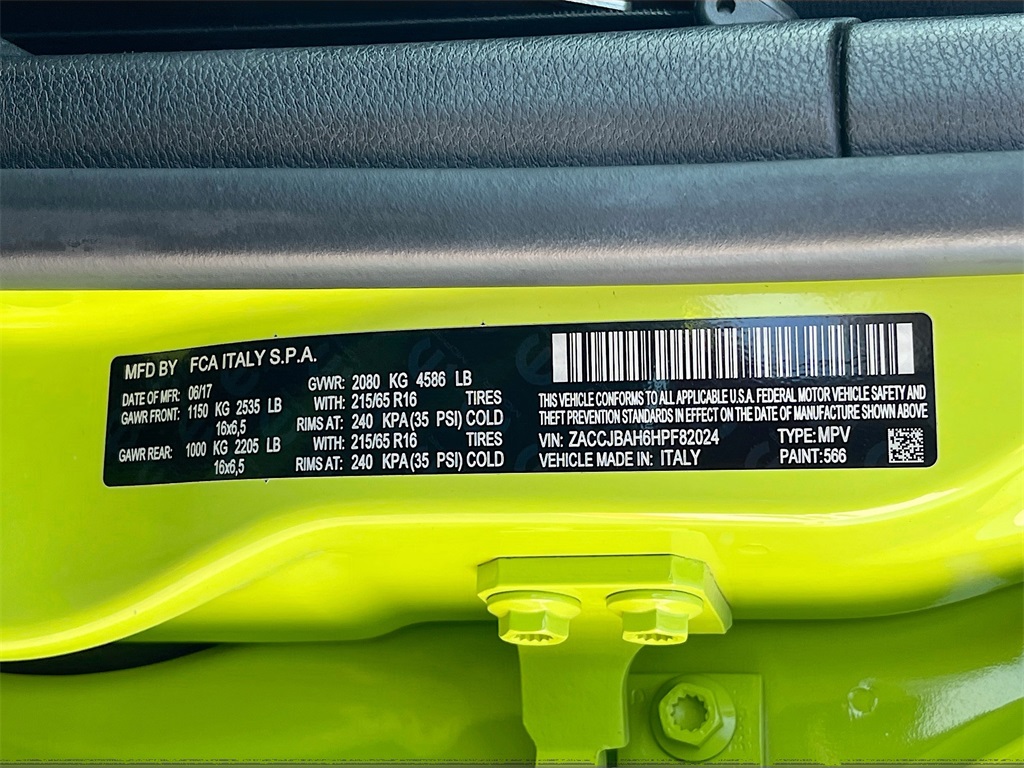 MFD BY FCA ITALY S.P.A.
DATE OF MFR: 06/17 GVWR: 2080 KG 4586 LB
GAWR FRONT: 1150 KG 2535 LB WITH: 215/65 R16 TIRES
16x6,5 RIMS AT: 240 KPA (35 PSI) COLD
GAWR REAR: 1000 KG 2205 LB WITH: 215/65 R16 TIRES
16x6,5 RIMS AT: 240 KPA (35 PSI) COLD
THIS VEHICLE CONFORMS TO ALL APPLICABLE U.S.A. FEDERAL MOTOR VEHICLE SAFETY AND
THEFT PREVENTION STANDARDS IN EFFECT ON THE DATE OF MANUFACTURE SHOWN ABOVE
VIN: ZACCJBAH6HPF82024 TYPE: MPV
VEHICLE MADE IN: ITALY PAINT: 566